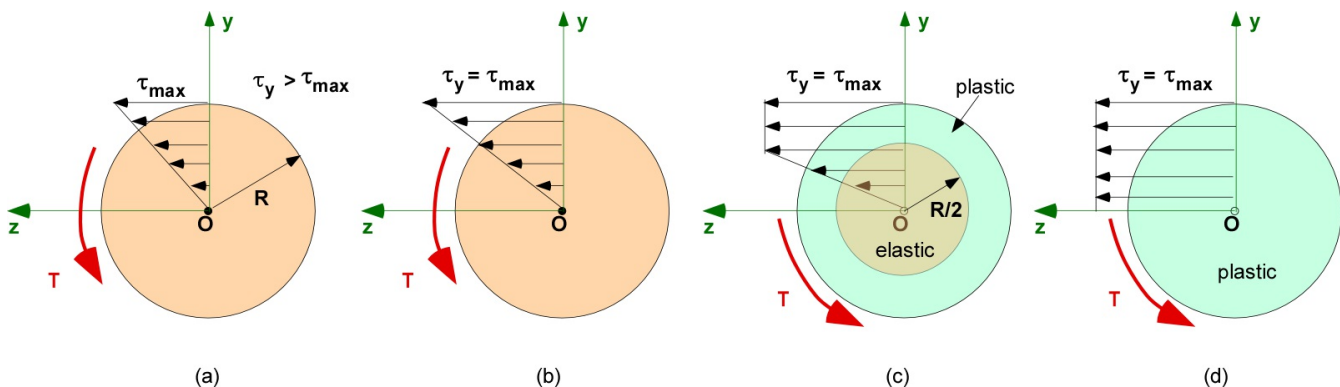 y
τmax
τy > τmax
R
z
O
T
(a)
y
τy = τmax
z
O
T
(b)
y
τy = τmax
plastic
R/2
z
O
elastic
T
(c)
y
τy = τmax
z
O
plastic
T
(d)